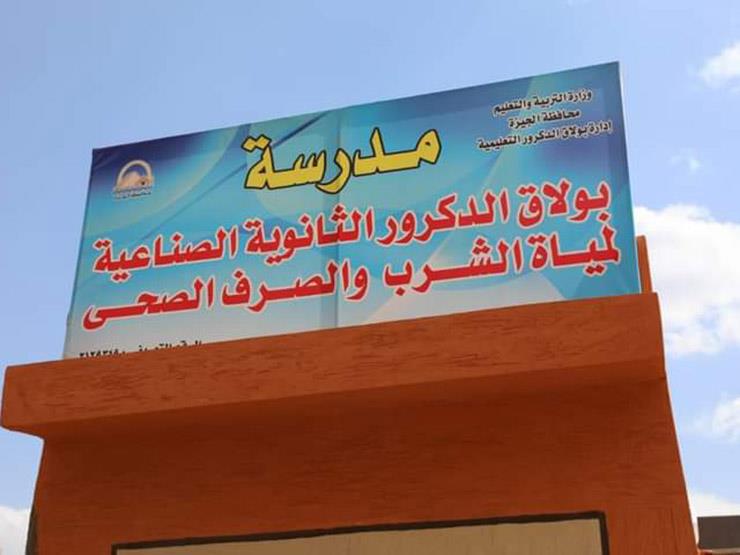 وزارة التربية والتعليم
محافظة الجيزة
إدارة بولاق الدكرور التعليمية
مدرسة
بولاق الدكرور الثانوية الصناعية
لمياة الشرب والصرف الصحى